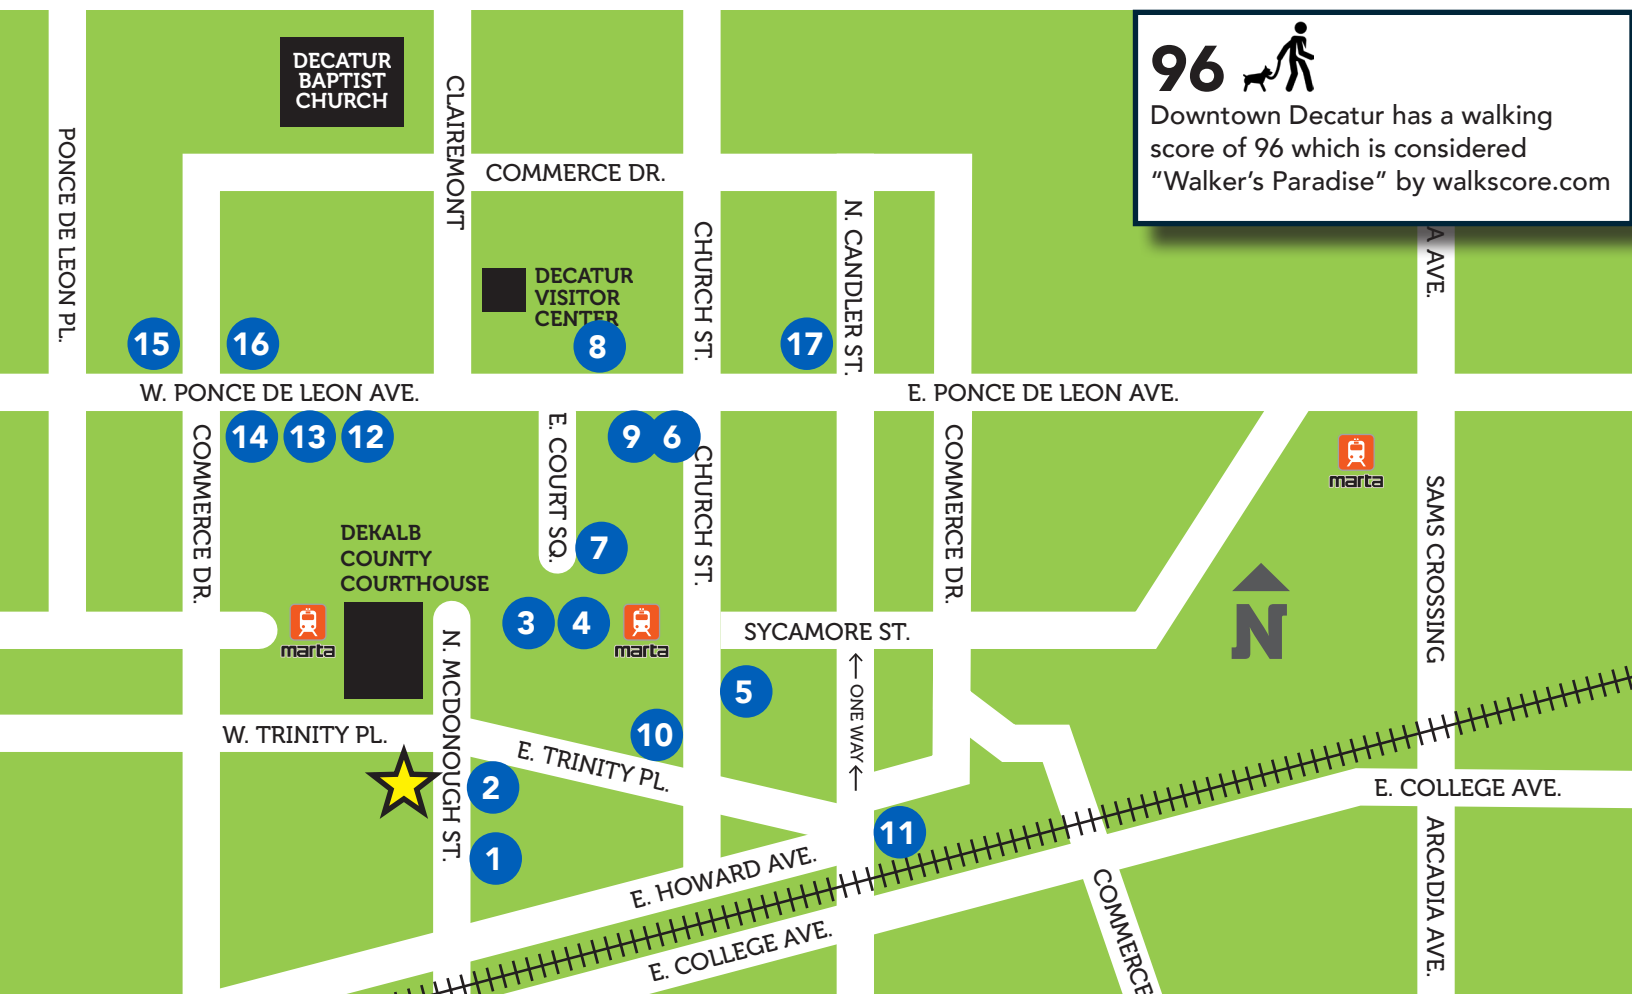 96
Downtown Decatur has a walking
score of 96 which is considered
“Walker’s Paradise” by walkscore.com
DECATUR
BAPTIST
CHURCH
CLAIREMONT
PONCE DE LEON PL.
COMMERCE DR.
CHURCH ST.
N. CANDLER ST.
A AVE.
DECATUR
VISITOR
CENTER
15
16
8
17
W. PONCE DE LEON AVE.
E. PONCE DE LEON AVE.
14
13
12
9
6
COMMERCE DR.
E. COURT SQ.
CHURCH ST.
COMMERCE DR.
marta
SAMS CROSSING
7
DEKALB
COUNTY
COURTHOUSE
marta
3
4
marta
SYCAMORE ST.
N
N. MCDONOUGH ST.
5
ONE WAY
W. TRINITY PL.
10
E. TRINITY PL.
2
E. COLLEGE AVE.
11
1
E. HOWARD AVE.
ARCADIA AVE.
E. COLLEGE AVE.
COMMERCE